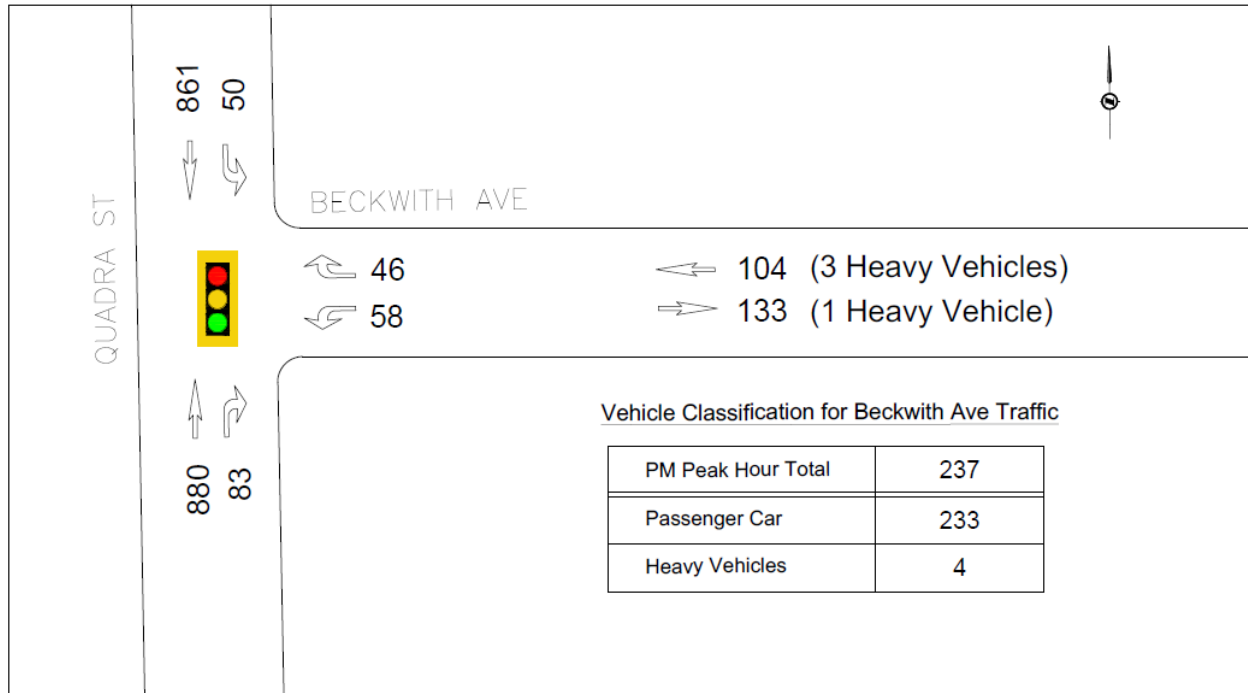 861
50
QUADRA ST
BECKWITH AVE
46
58
104 (3 Heavy Vehicles)
133 (1 Heavy Vehicle)
880
83
Vehicle Classification for Beckwith Ave Traffic
PM Peak Hour Total 237
Passenger Car 233
Heavy Vehicles 4